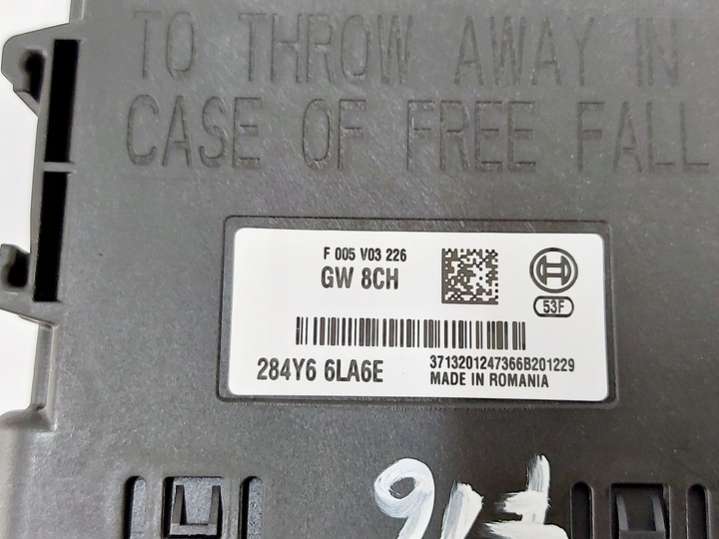 TO THROW AWAY IN
CASE OF FREE FALL
F 005 V03 226
GW 8CH
53F
284Y6 6LA6E
3713201247366B201229
MADE IN ROMANIA